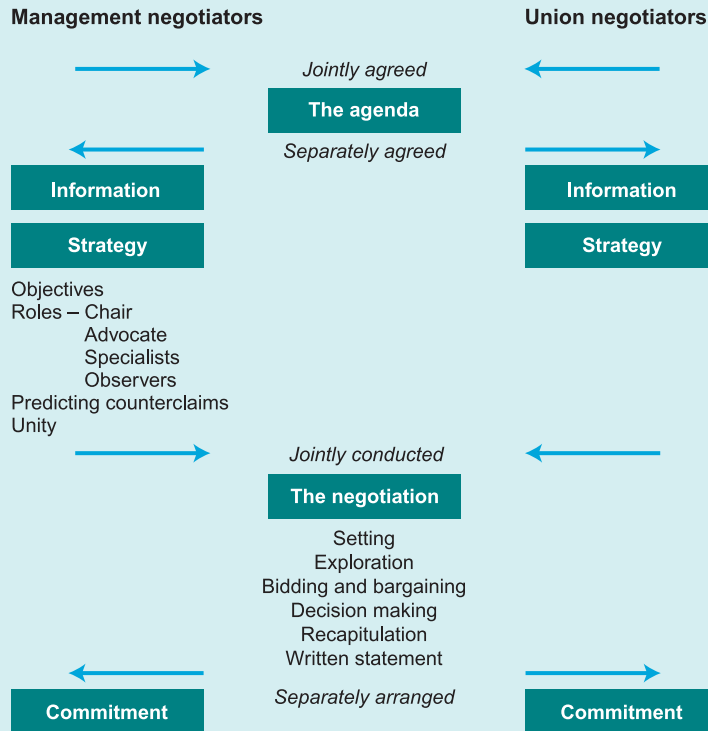 Management negotiators
Union negotiators
Jointly agreed
The agenda
Separately agreed
Information
Information
Strategy
Strategy
Objectives
Roles – Chair
Advocate
Specialists
Observers
Predicting counterclaims
Unity
Jointly conducted
The negotiation
Setting
Exploration
Bidding and bargaining
Decision making
Recapitulation
Written statement
Separately arranged
Commitment
Commitment